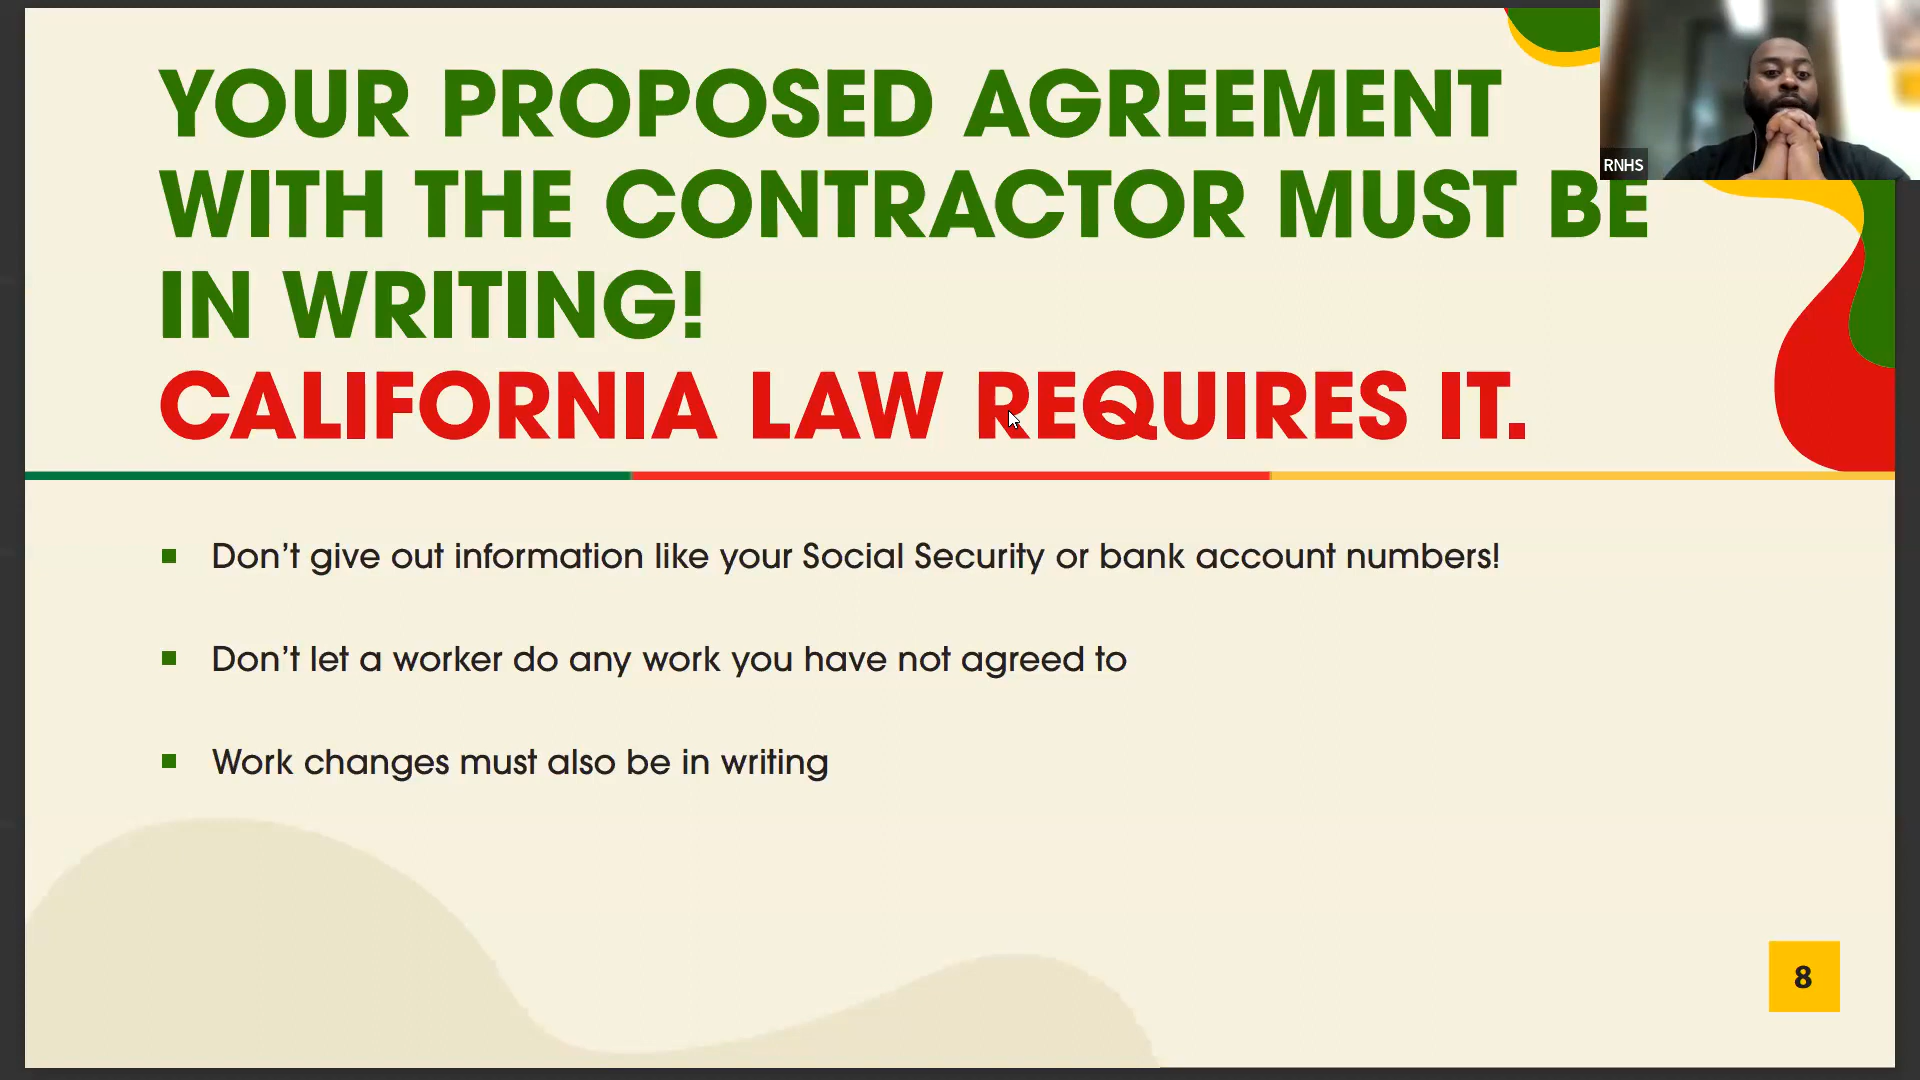 YOUR PROPOSED AGREEMENT
WITH THE CONTRACTOR MUST BE
IN WRITING!
CALIFORNIA LAW REQUIRES IT.
RNHS
Don’t give out information like your Social Security or bank account numbers!
Don’t let a worker do any work you have not agreed to
Work changes must also be in writing
8